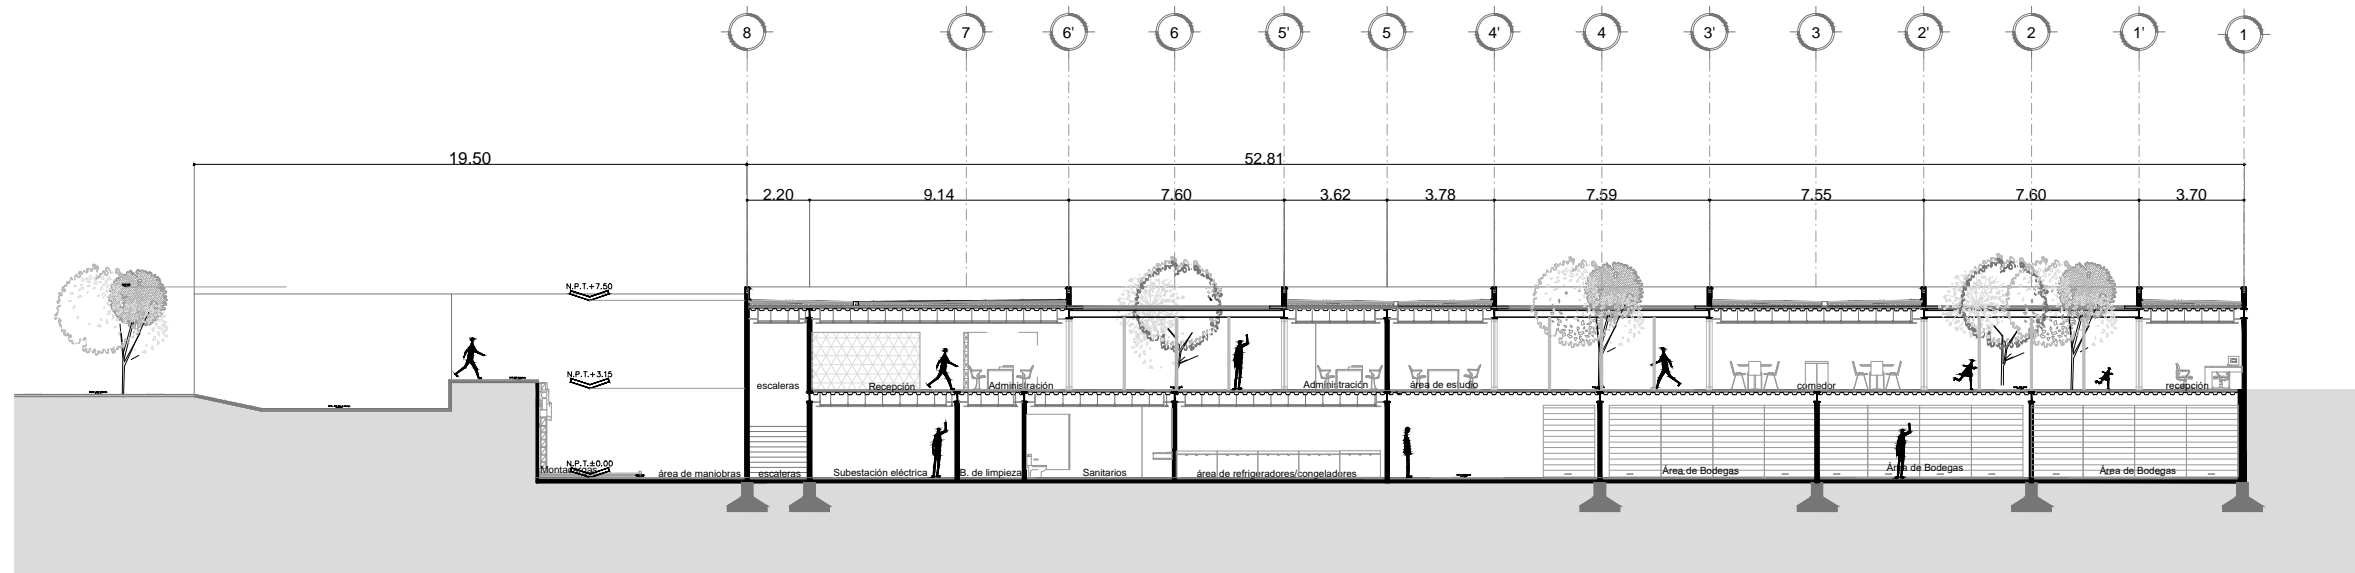 8 7 6' 6 5' 5 4' 4 3' 3 2' 2 1' 1
19.50 52.81
2.20 9.14 7.60 3.62 3.78 7.59 7.55 7.60 3.70
N.P.T.+7.50
N.P.T.+3.15
escaleras Recepción Administración Administración área de estudio comedor recepción
N.P.T.±0.00
Montacargas área de maniobras escaleras Subestación eléctrica B. de limpieza Sanitarios área de refrigeradores/congeladores Área de Bodegas Área de Bodegas Área de Bodegas